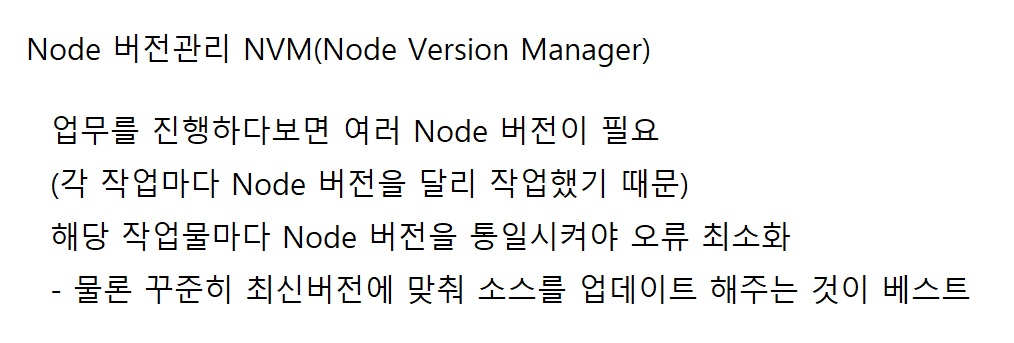 Node 버전관리 NVM(Node Version Manager)
업무를 진행하다보면 여러 Node 버전이 필요
(각 작업마다 Node 버전을 달리 작업했기 때문)
해당 작업물마다 Node 버전을 통일시켜야 오류 최소화
- 물론 꾸준히 최신버전에 맞춰 소스를 업데이트 해주는 것이 베스트